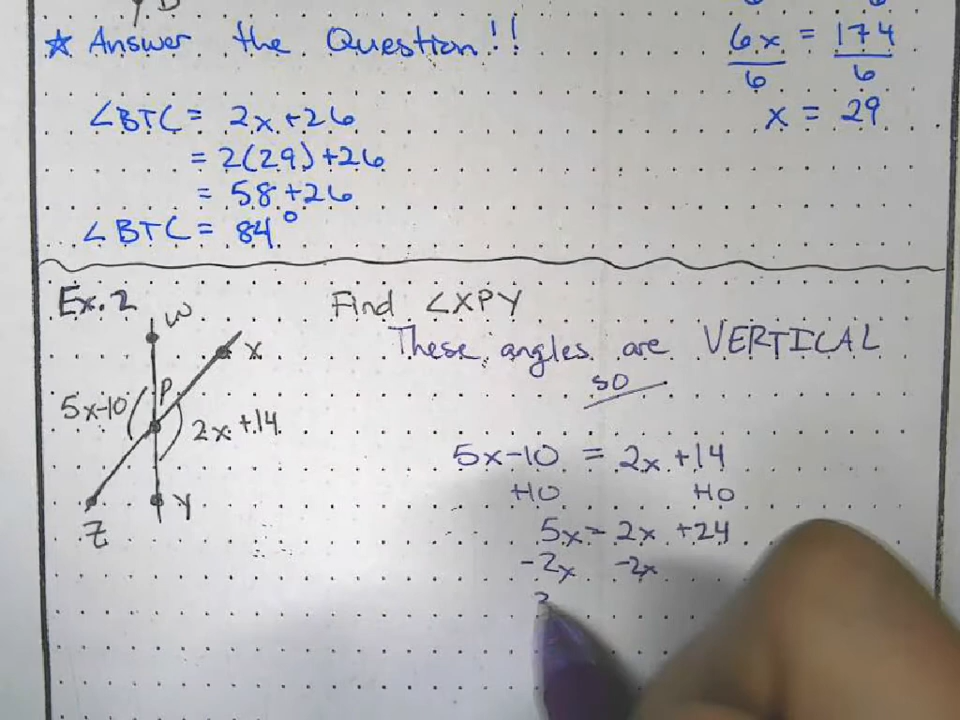 ★ Answer the Question!!
6x = 174
6 6
x = 29
∠BTC = 2x+26
= 2(29)+26
= 58+26
∠BTC = 84°
Ex. 2
Find ∠XPY
These angles are VERTICAL
so
W
X
P
5x-10
2x+14
Z
Y
5x-10 = 2x+14
+10 +10
5x = 2x +24
-2x -2x